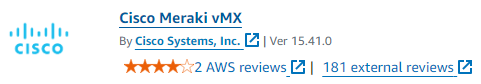 Cisco Meraki vMX
CISCO
By Cisco Systems, Inc. | Ver 15.41.0
2 AWS reviews | 181 external reviews